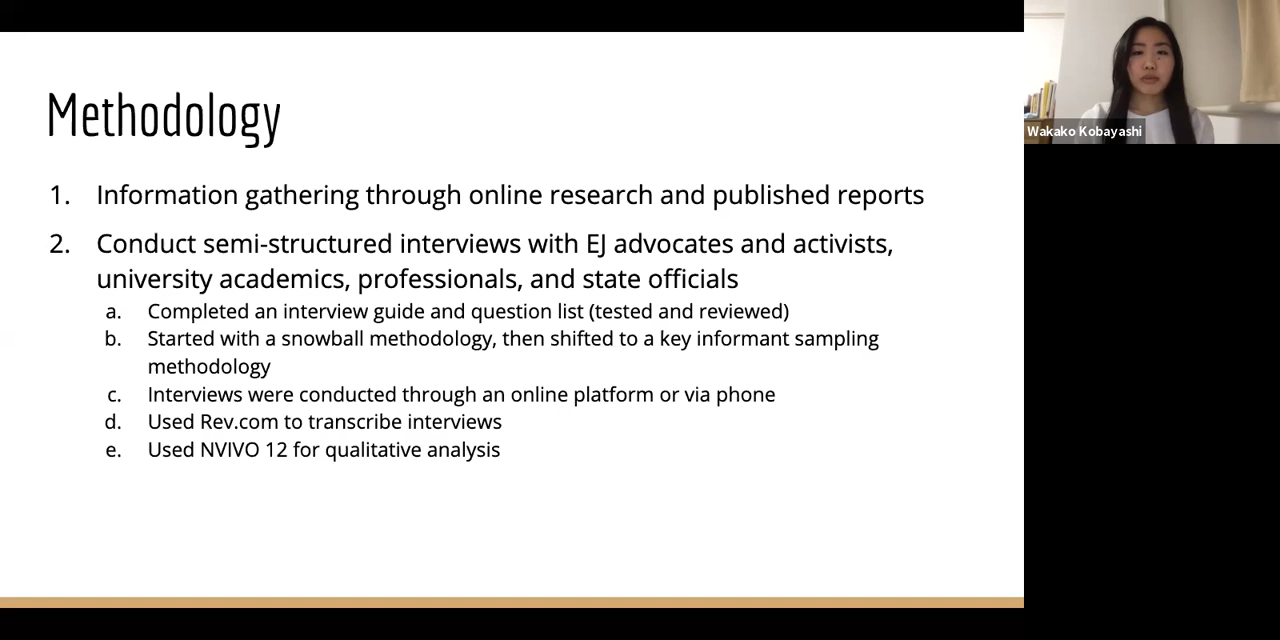 Methodology
1. Information gathering through online research and published reports
2. Conduct semi-structured interviews with EJ advocates and activists,
university academics, professionals, and state officials
a. Completed an interview guide and question list (tested and reviewed)
b. Started with a snowball methodology, then shifted to a key informant sampling
methodology
c. Interviews were conducted through an online platform or via phone
d. Used Rev.com to transcribe interviews
e. Used NVIVO 12 for qualitative analysis
Wakako Kobayashi